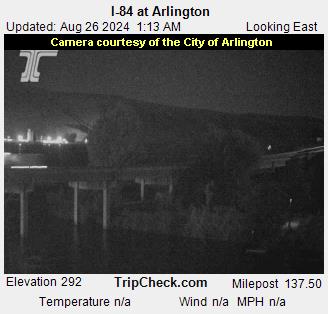 I-84 at Arlington
Updated: Aug 26 2024 1:13 AM Looking East
Camera courtesy of the City of Arlington
Elevation 292 TripCheck.com Milepost 137.50
Temperature n/a Wind n/a MPH n/a